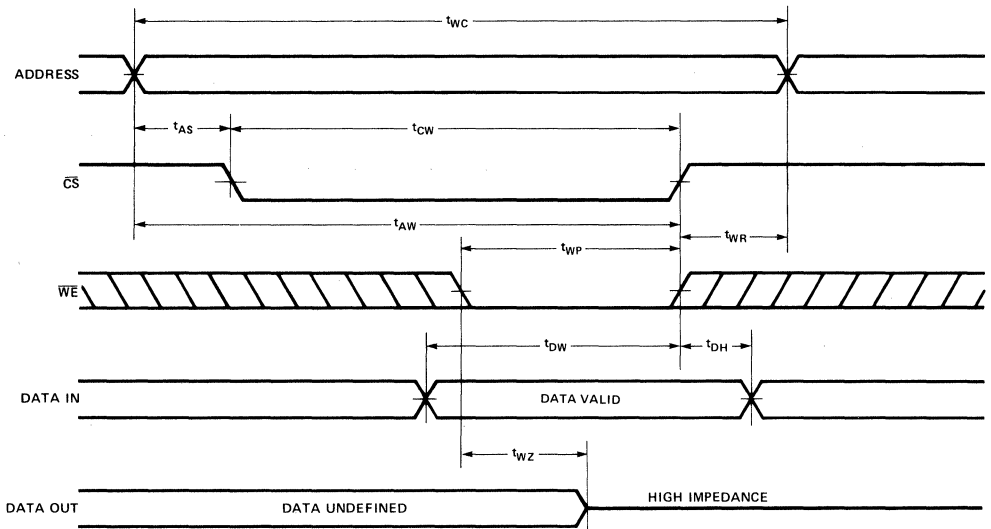 tWC
ADDRESS
tAS
tCW
CS
tAW
tWR
tWP
WE
tDW
tDH
DATA IN
DATA VALID
tWZ
HIGH IMPEDANCE
DATA OUT
DATA UNDEFINED